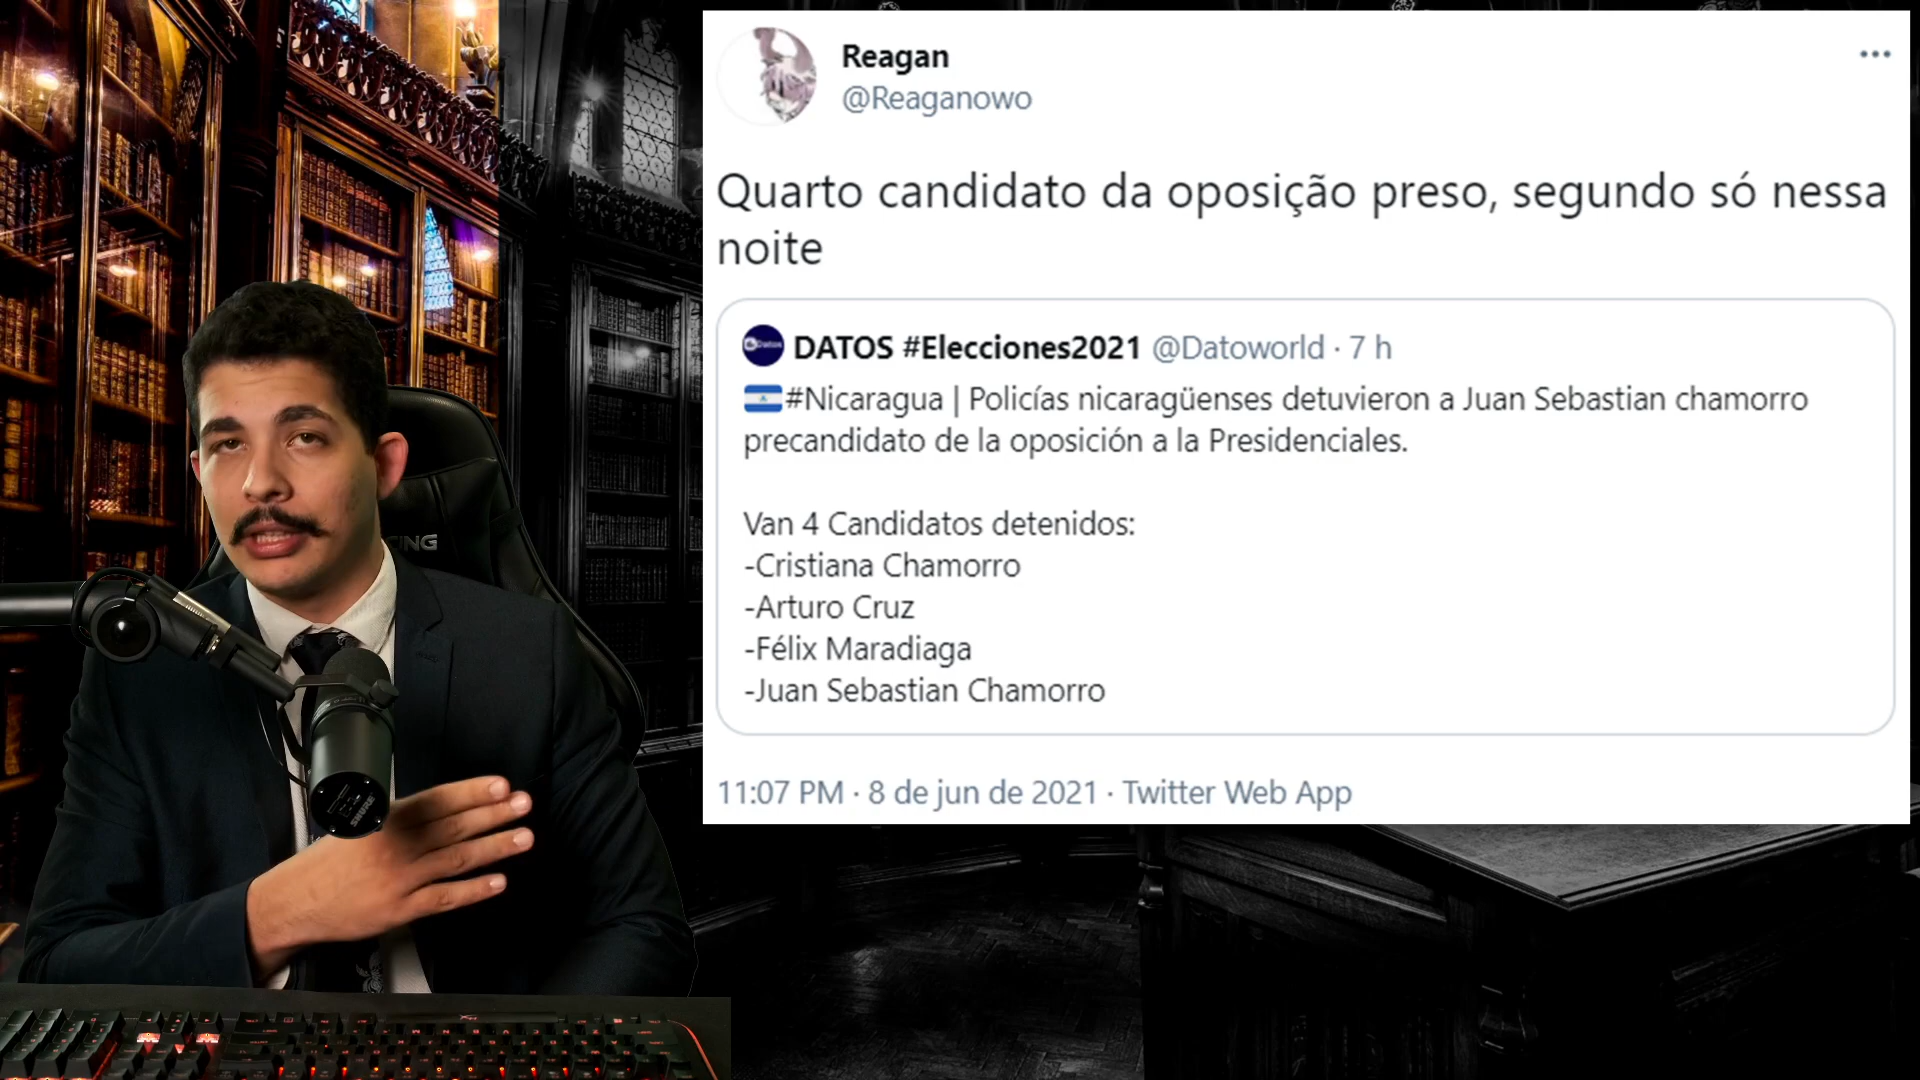 Reagan
@Reaganowo
Quarto candidato da oposição preso, segundo só nessa
noite
DATOS #Elecciones2021 @Datoworld · 7 h
#Nicaragua | Policías nicaragüenses detuvieron a Juan Sebastian chamorro
precandidato de la oposición a la Presidenciales.
Van 4 Candidatos detenidos:
-Cristiana Chamorro
-Arturo Cruz
-Félix Maradiaga
-Juan Sebastian Chamorro
11:07 PM · 8 de jun de 2021 · Twitter Web App
SHURE